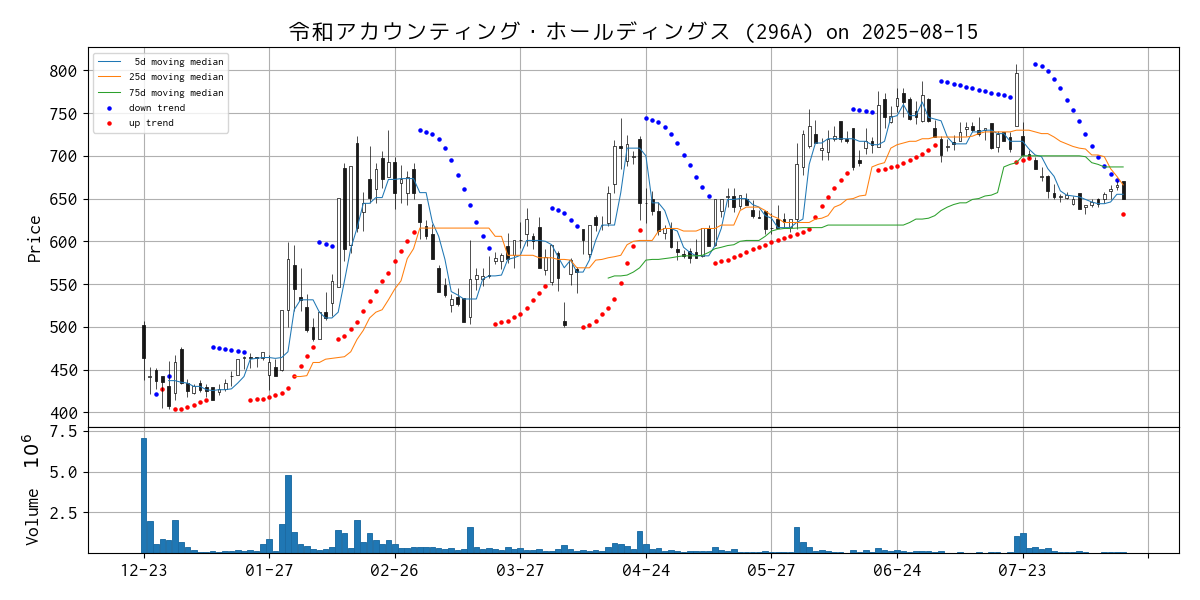 令和アカウンティング・ホールディングス (296A) on 2025-08-15
5d moving median
25d moving median
75d moving median
down trend
up trend
Price
800
750
700
650
600
550
500
450
400
Volume 10^6
7.5
5.0
2.5
12-23 01-27 02-26 03-27 04-24 05-27 06-24 07-23